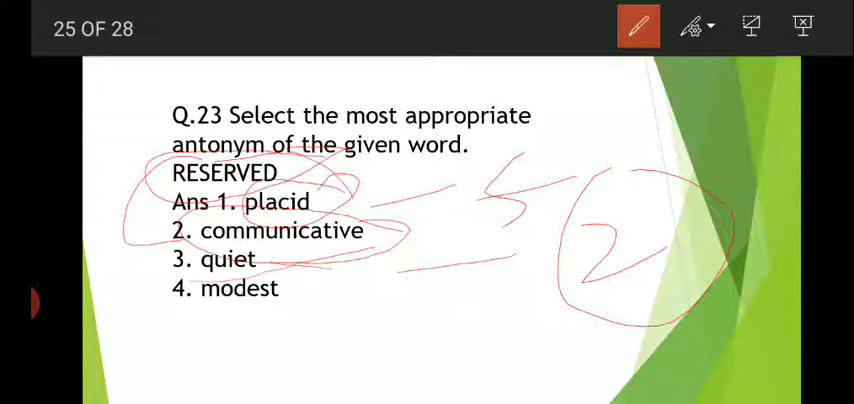 25 OF 28
Q.23 Select the most appropriate
antonym of the given word.
RESERVED
Ans 1. placid
2. communicative
3. quiet
4. modest
2